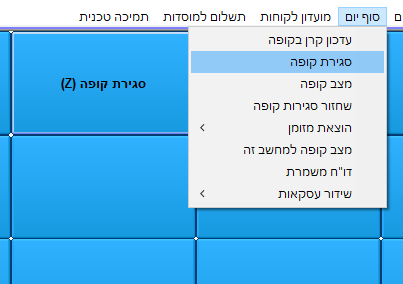 סוף יום מועדון לקוחות תשלום למוסדות תמיכה טכנית
עדכון קרן בקופה
סגירת קופה
מצב קופה
שחזור סגירות קופה
הוצאת מזומן
מצב קופה למחשב זה
דו"ח משמרת
שידור עסקאות
סגירת קופה (Z)